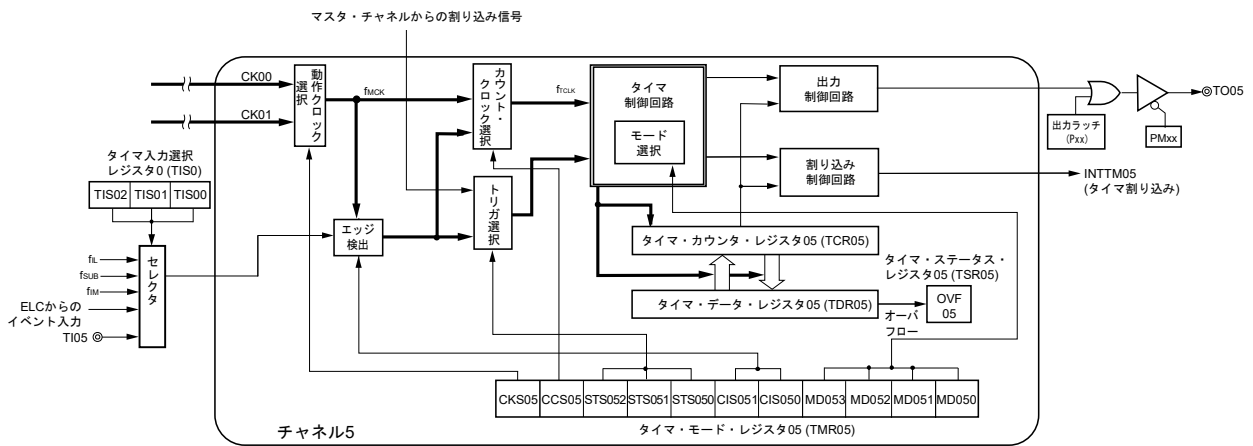 マスタ・チャネルからの割り込み信号
CK00
CK01
動作クロック
選択
fMCK
カウント・
クロック選択
fTCLK
タイマ
制御回路
モード
選択
出力
制御回路
出力ラッチ
(Pxx)
PMxx
TO05
割り込み
制御回路
INTTM05
(タイマ割り込み)
タイマ入力選択
レジスタ0 (TIS0)
TIS02 TIS01 TIS00
トリガ選択
エッジ
検出
fIL
fSUB
fIM
ELCからの
イベント入力
TI05
セレクタ
タイマ・カウンタ・レジスタ05 (TCR05)
タイマ・ステータス・
レジスタ05 (TSR05)
タイマ・データ・レジスタ05 (TDR05)
オーバ
フロー
OVF
05
CKS05 CCS05 STS052 STS051 STS050 CIS051 CIS050 MD053 MD052 MD051 MD050
チャネル5
タイマ・モード・レジスタ05 (TMR05)